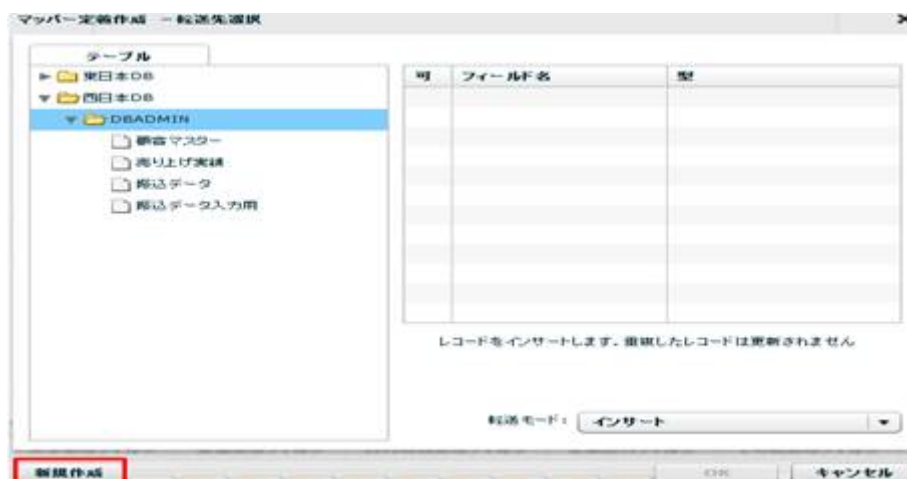 マッパー定義作成 －転送先選択
テーブル
東日本DB
西日本DB
DBADMIN
顧客マスター
売り上げ実績
振込データ
振込データ入力用
可 フィールド名 型
レコードをインサートします。重複したレコードは更新されません
転送モード： インサート
新規作成
OK
キャンセル